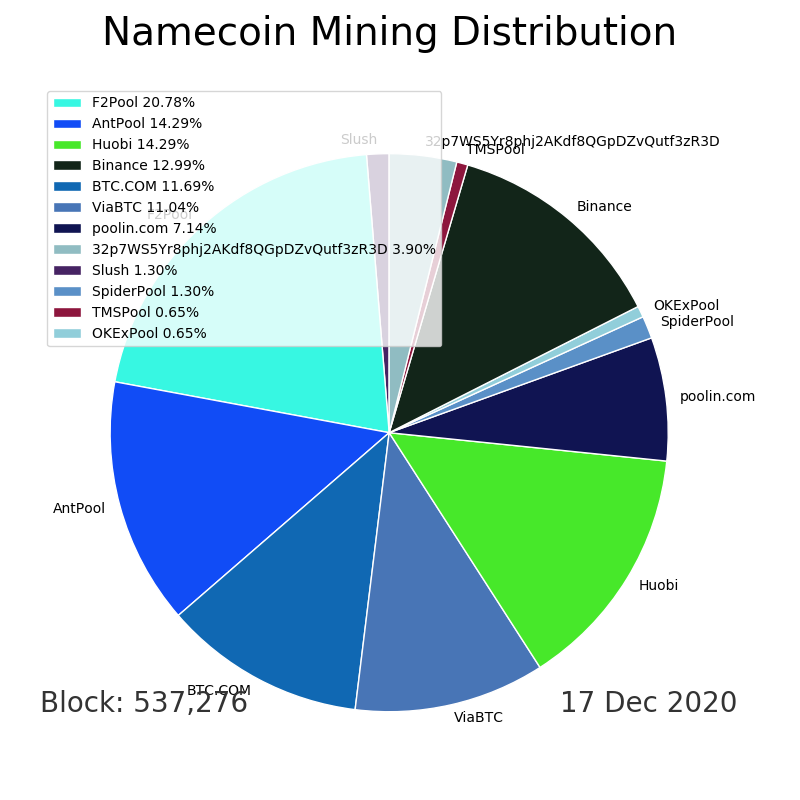 Namecoin Mining Distribution
F2Pool 20.78%
AntPool 14.29%
Huobi 14.29%
Binance 12.99%
BTC.COM 11.69%
ViaBTC 11.04%
poolin.com 7.14%
32p7WS5Yr8phj2AKdf8QGpDZvQutf3zR3D 3.90%
Slush 1.30%
SpiderPool 1.30%
TMSPool 0.65%
OKExPool 0.65%
Slush
32p7WS5Yr8phj2AKdf8QGpDZvQutf3zR3D
TMSPool
Binance
F2Pool
OKExPool
SpiderPool
poolin.com
AntPool
Huobi
BTC.COM
ViaBTC
Block: 537,276
17 Dec 2020